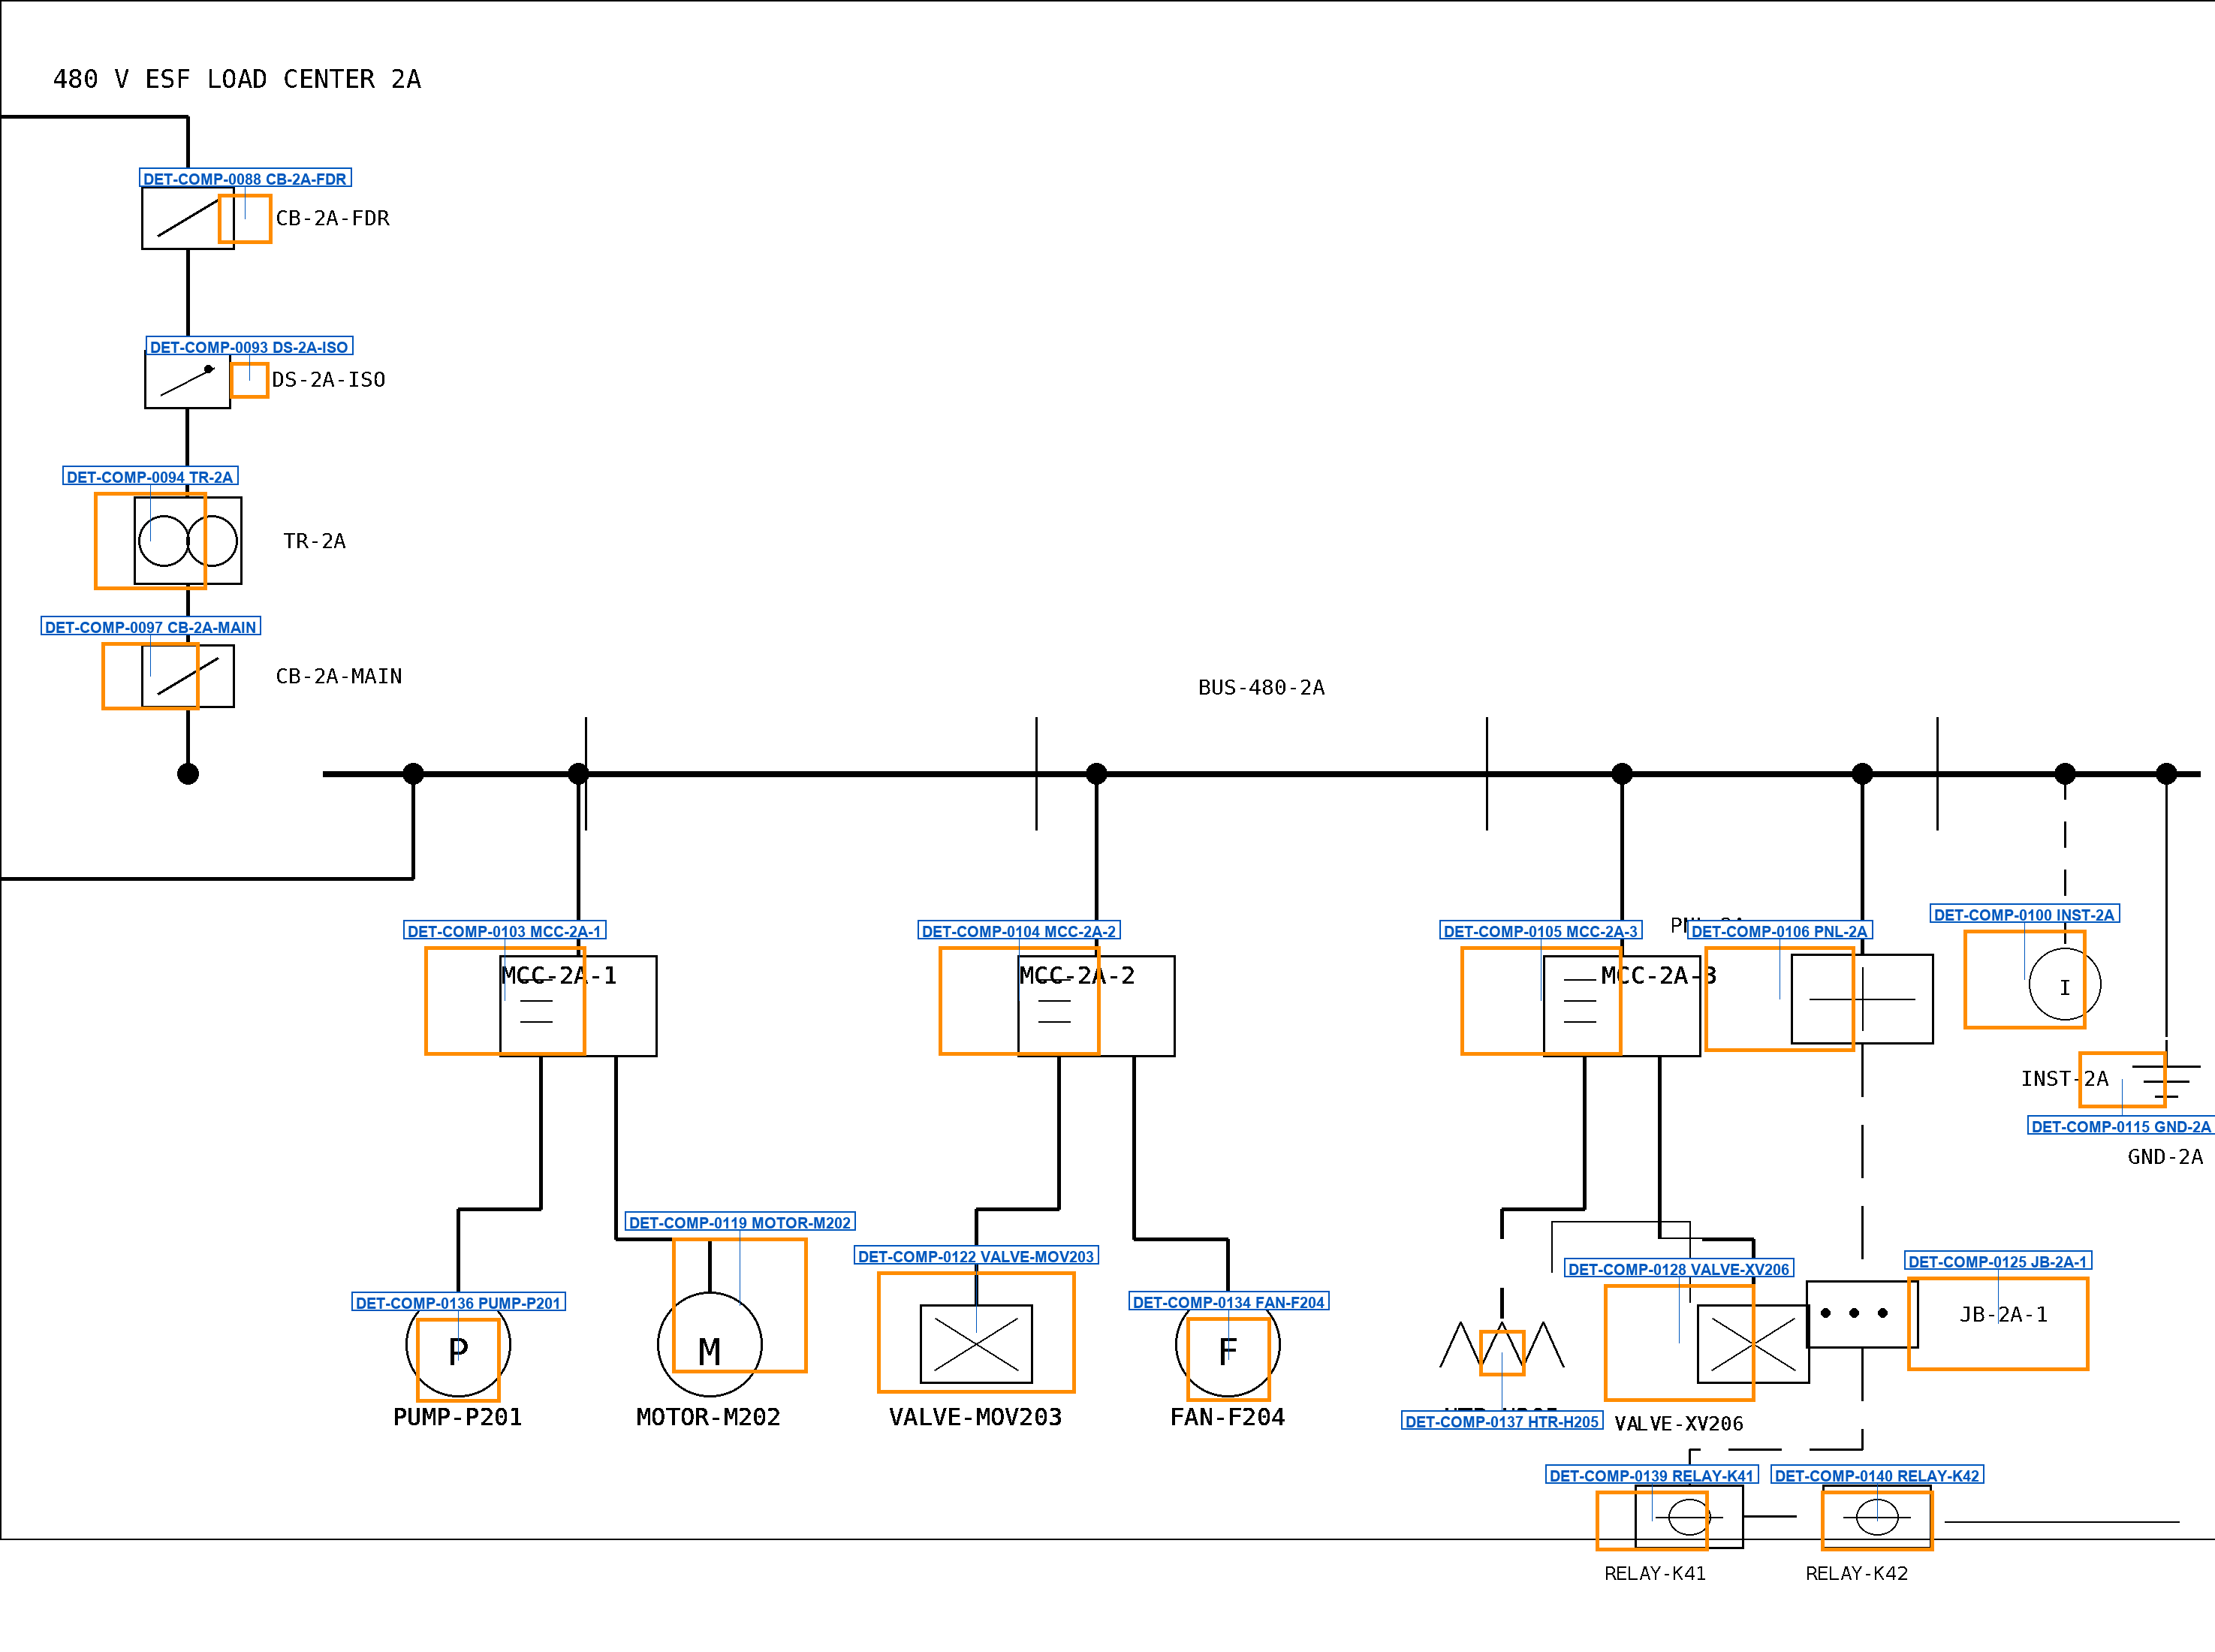 480 V ESF LOAD CENTER 2A
DET-COMP-0088 CB-2A-FDR
CB-2A-FDR
DET-COMP-0093 DS-2A-ISO
DS-2A-ISO
DET-COMP-0094 TR-2A
TR-2A
DET-COMP-0097 CB-2A-MAIN
CB-2A-MAIN
BUS-480-2A
DET-COMP-0103 MCC-2A-1
DET-COMP-0104 MCC-2A-2
DET-COMP-0105 MCC-2A-3
DET-COMP-0106 PNL-2A
DET-COMP-0100 INST-2A
MCC-2A-1
MCC-2A-2
MCC-2A-3
I
INST-2A
DET-COMP-0115 GND-2A
GND-2A
DET-COMP-0119 MOTOR-M202
DET-COMP-0122 VALVE-MOV203
DET-COMP-0128 VALVE-XV206
DET-COMP-0125 JB-2A-1
DET-COMP-0136 PUMP-P201
DET-COMP-0134 FAN-F204
JB-2A-1
P
M
F
PUMP-P201
MOTOR-M202
VALVE-MOV203
FAN-F204
DET-COMP-0137 HTR-H205
VALVE-XV206
DET-COMP-0139 RELAY-K41
DET-COMP-0140 RELAY-K42
RELAY-K41
RELAY-K42